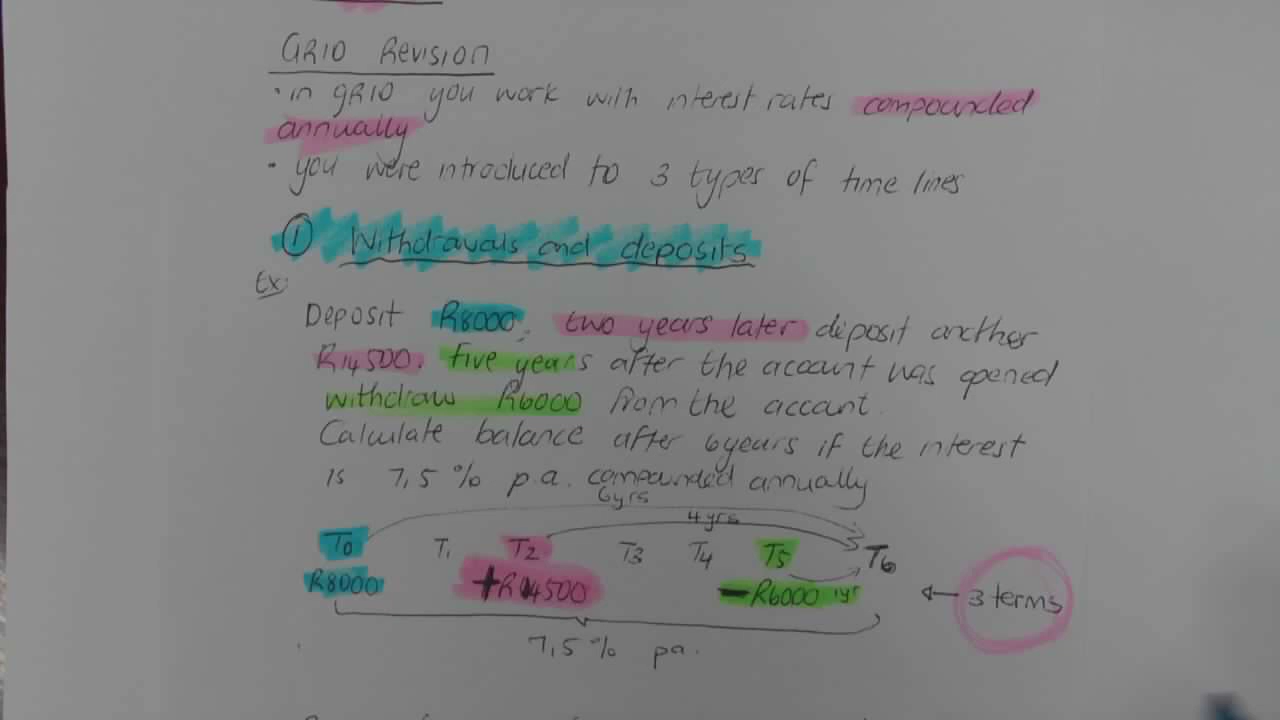 GR10 Revision
· in gR10 you work with interest rates compounded
annually
· you were introduced to 3 types of time lines
① Withdrawals and deposits
Ex:
Deposit R8000, two years later deposit another
R14500. Five years after the account was opened
withdraw R6000 from the account.
Calculate balance after 6 years if the interest
is 7,5% p.a. compounded annually
6yrs
4 yrs
T0 T1 T2 T3 T4 T5 T6
R8000 +R14500 -R6000 1yr ← 3 terms
7,5% pa.